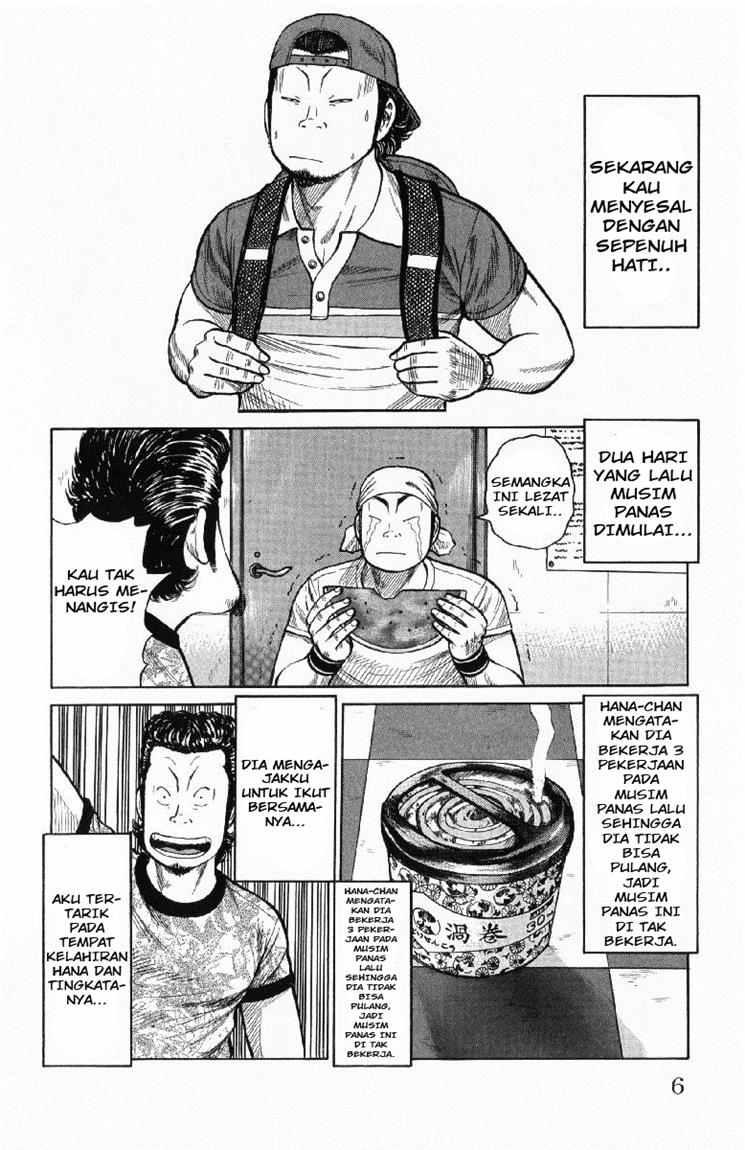 SEKARANG
KAU
MENYESAL
DENGAN
SEPENUH
HATI..
DUA HARI
YANG LALU
MUSIM
PANAS
DIMULAI...
SEMANGKA
INI LEZAT
SEKALI..
KAU TAK
HARUS ME-
NANGIS!
HANA-CHAN
MENGATA-
KAN DIA
BEKERJA 3
PEKERJAAN
PADA
MUSIM
PANAS LALU
SEHINGGA
DIA TIDAK
BISA
PULANG,
JADI
MUSIM
PANAS INI
DI TAK
BEKERJA.
渦巻
30
HANA-CHAN
MENGATA-
KAN DIA
BEKERJA
3 PEKER-
JAAN PADA
MUSIM
PANAS
LALU
SEHINGGA
DIA TIDAK
BISA
PULANG,
JADI
MUSIM
PANAS INI
DI TAK
BEKERJA.
DIA MENGA-
JAKKU
UNTUK IKUT
BERSAMA-
NYA...
AKU TER-
TARIK
PADA
TEMPAT
KELAHIRAN
HANA DAN
TINGKATA-
NYA...
6